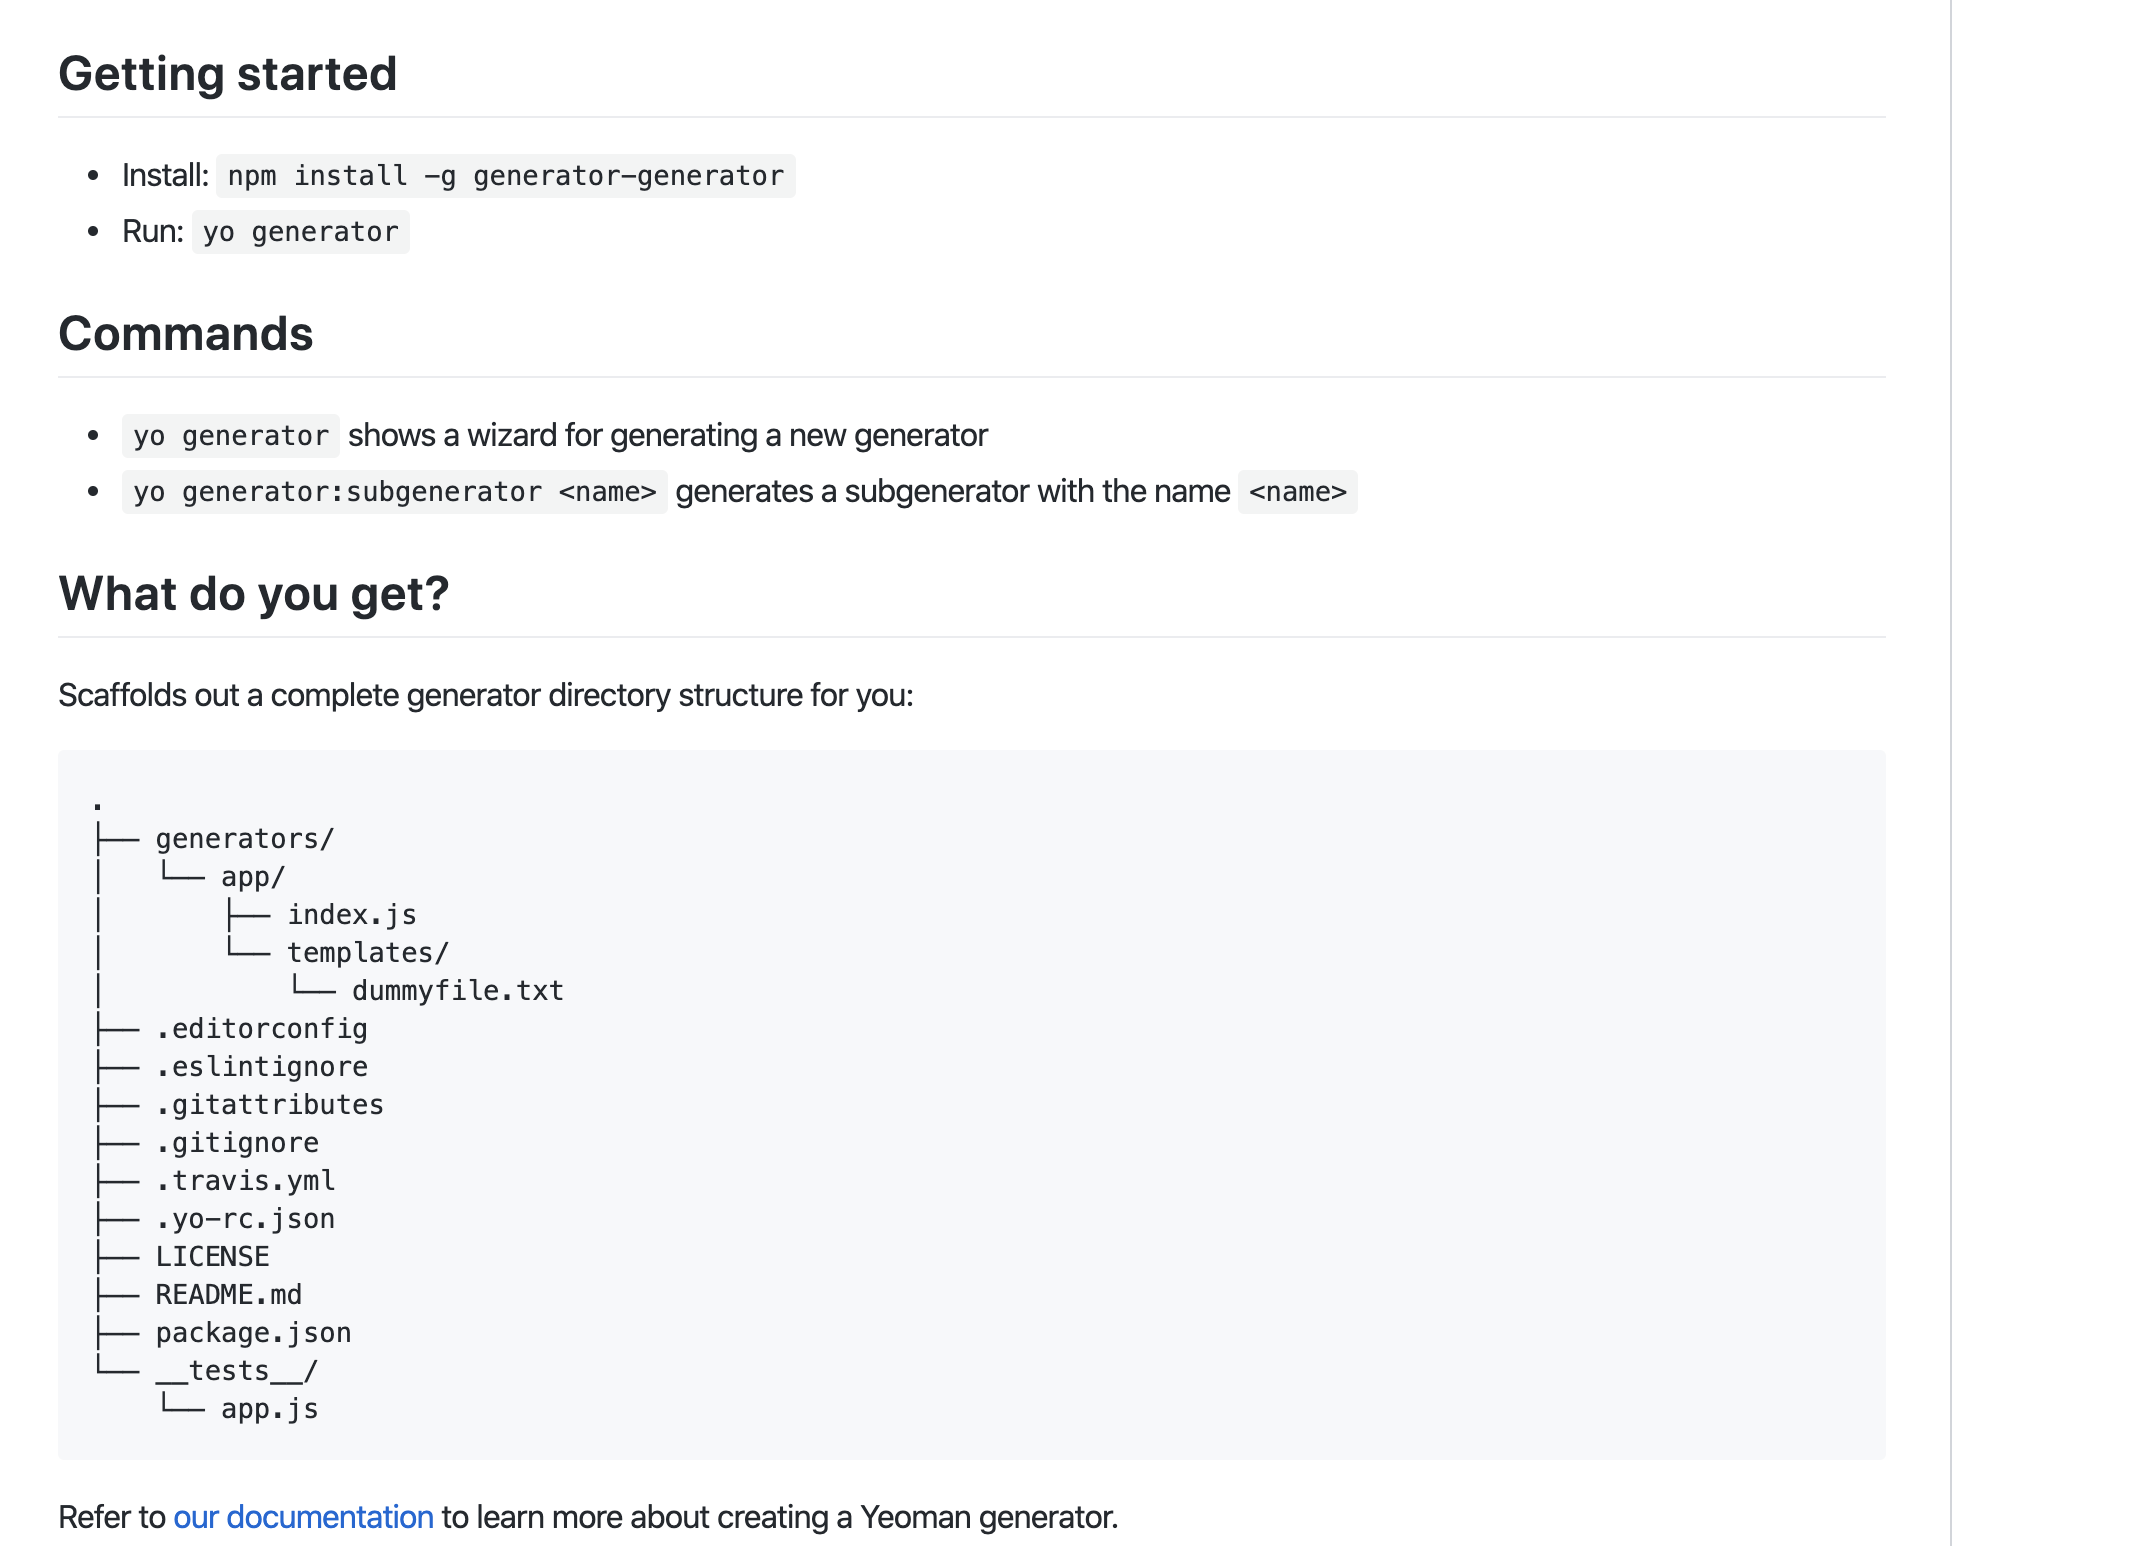 Getting started
• Install: npm install -g generator-generator
• Run: yo generator
Commands
• yo generator shows a wizard for generating a new generator
• yo generator:subgenerator <name> generates a subgenerator with the name <name>
What do you get?
Scaffolds out a complete generator directory structure for you:
.
├── generators/
│   └── app/
│       ├── index.js
│       └── templates/
│           └── dummyfile.txt
├── .editorconfig
├── .eslintignore
├── .gitattributes
├── .gitignore
├── .travis.yml
├── .yo-rc.json
├── LICENSE
├── README.md
├── package.json
└── __tests__/
    └── app.js
Refer to our documentation to learn more about creating a Yeoman generator.